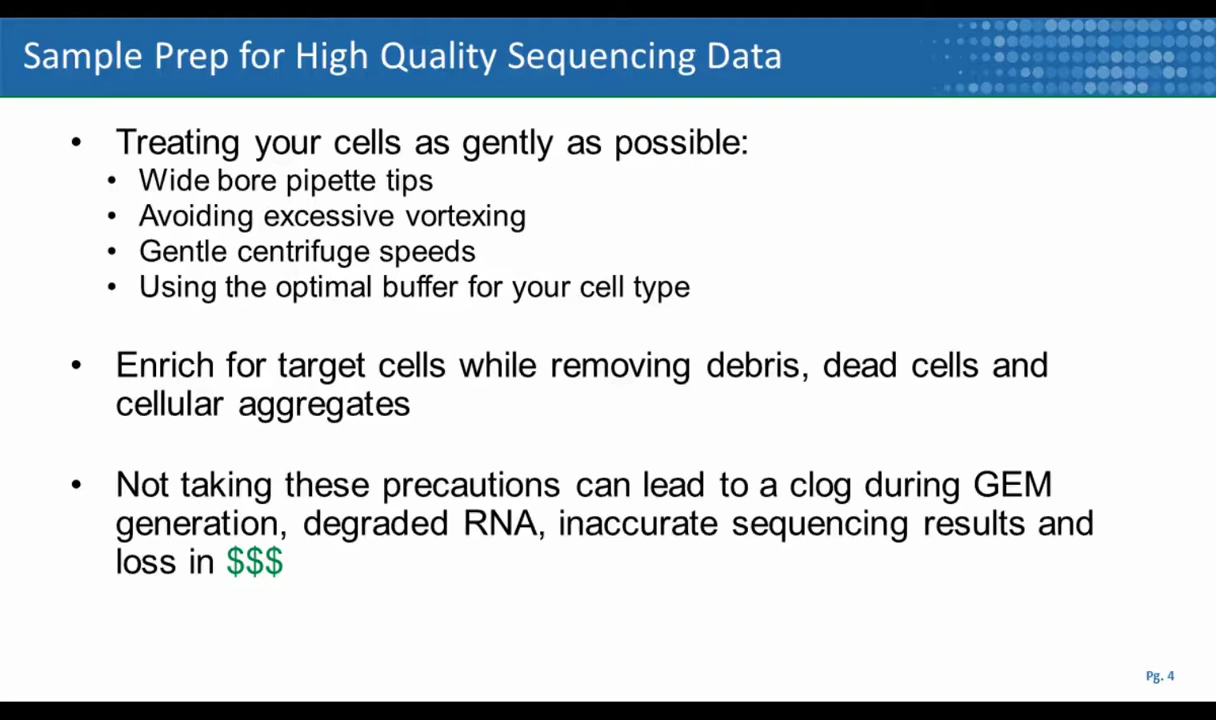 Sample Prep for High Quality Sequencing Data
• Treating your cells as gently as possible:
• Wide bore pipette tips
• Avoiding excessive vortexing
• Gentle centrifuge speeds
• Using the optimal buffer for your cell type
• Enrich for target cells while removing debris, dead cells and
cellular aggregates
• Not taking these precautions can lead to a clog during GEM
generation, degraded RNA, inaccurate sequencing results and
loss in $$$
Pg. 4